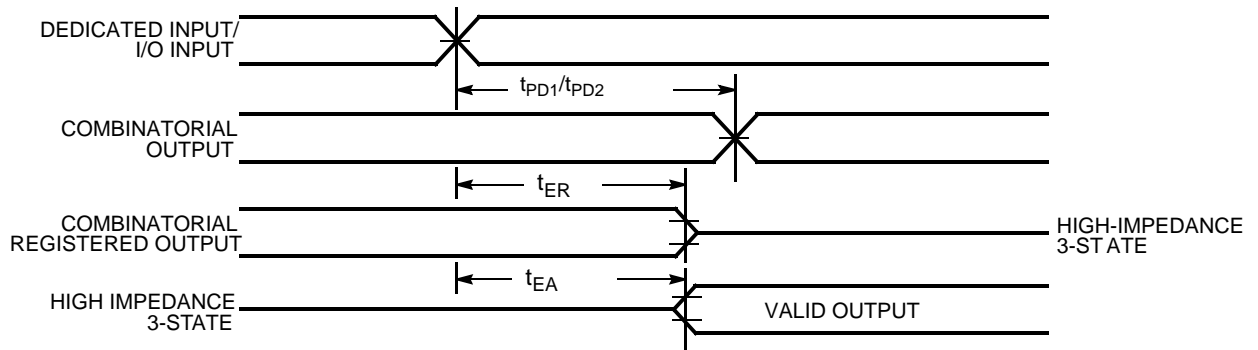 DEDICATED INPUT/
I/O INPUT
tPD1/tPD2
COMBINATORIAL
OUTPUT
tER
COMBINATORIAL
REGISTERED OUTPUT
HIGH-IMPEDANCE
3-STATE
tEA
HIGH IMPEDANCE
3-STATE
VALID OUTPUT